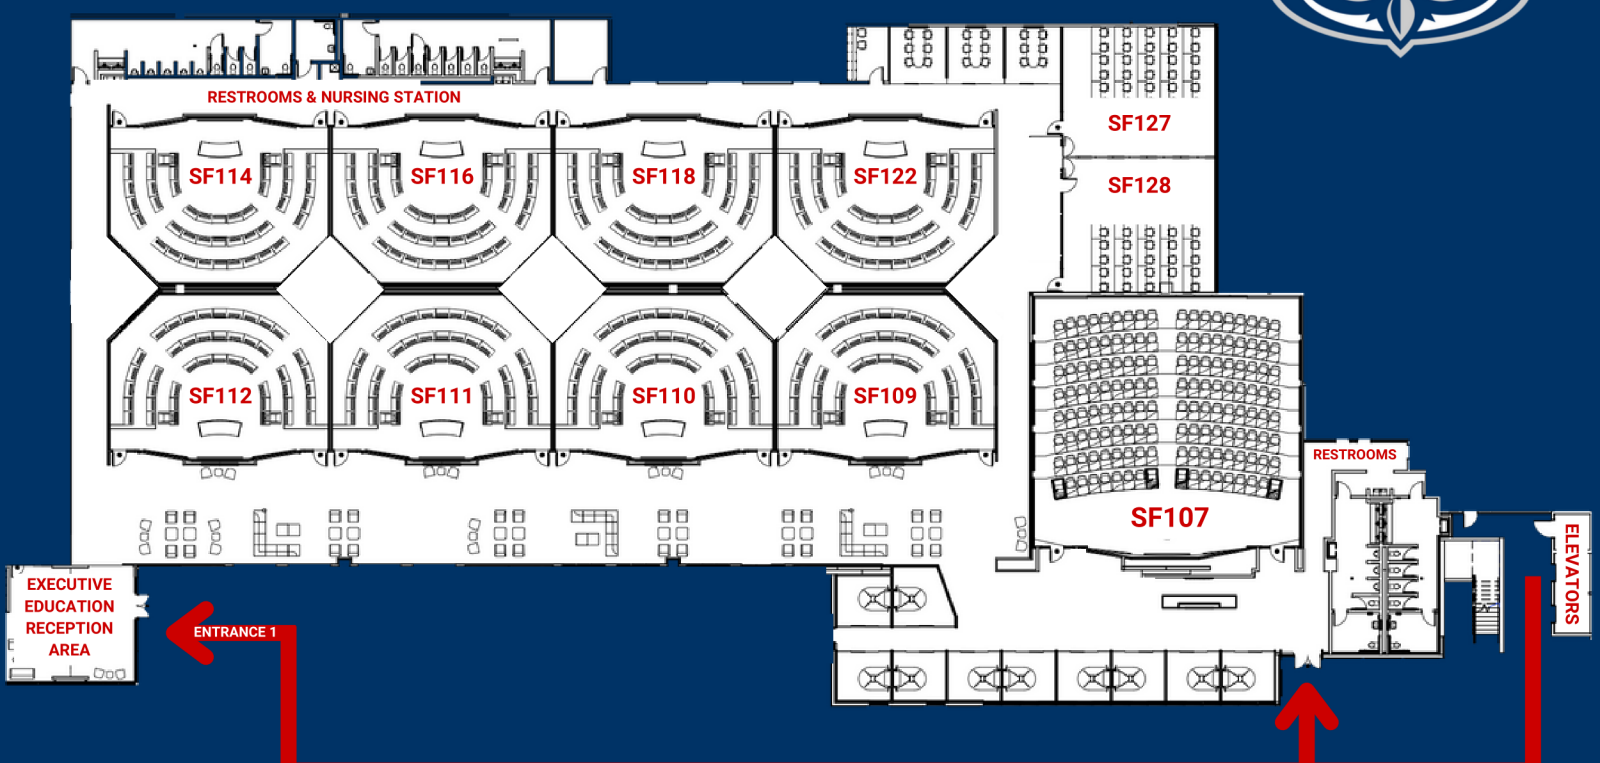 RESTROOMS & NURSING STATION
SF127
SF114
SF116
SF118
SF122
SF128
SF112
SF111
SF110
SF109
RESTROOMS
SF107
ELEVATORS
EXECUTIVE
EDUCATION
RECEPTION
AREA
ENTRANCE 1